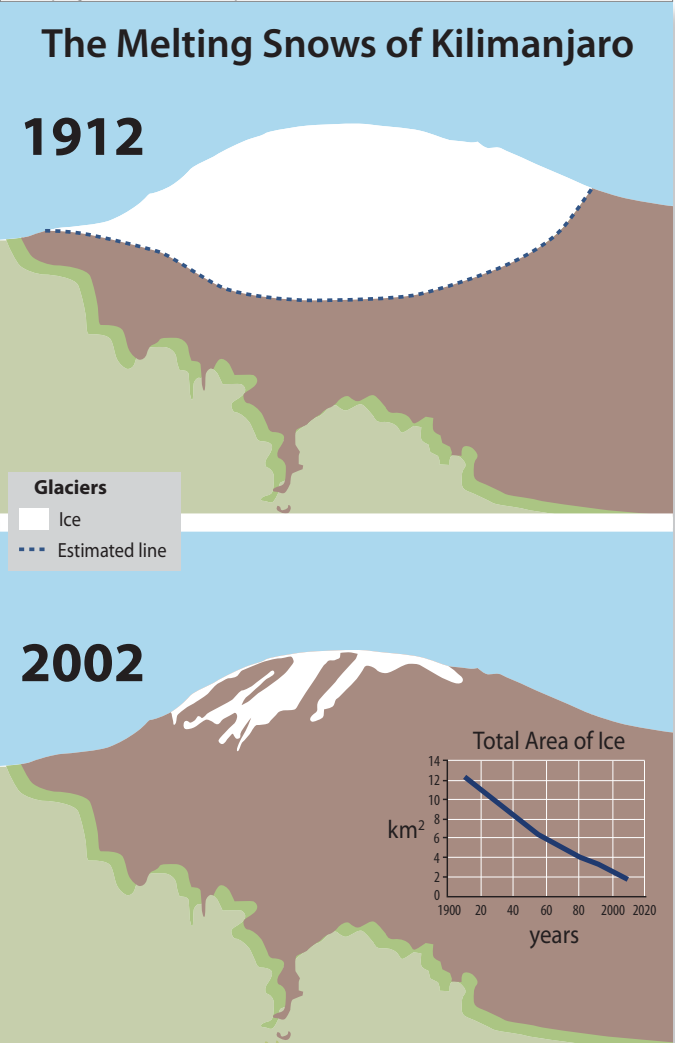 The Melting Snows of Kilimanjaro
1912
Glaciers
Ice
Estimated line
2002
Total Area of Ice
14
12
10
8
6
4
2
0
km²
1900 20 40 60 80 2000 2020
years